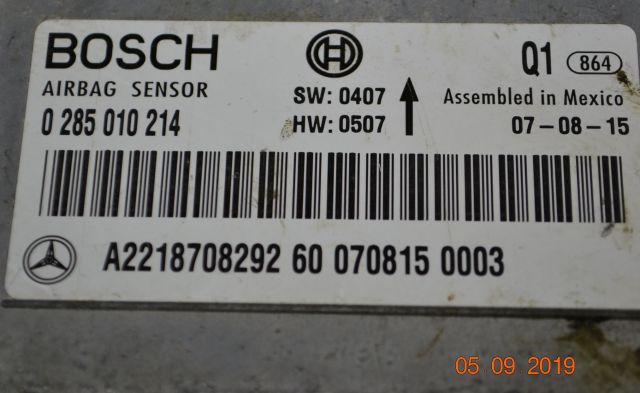 BOSCH
Q1 864
AIRBAG SENSOR
SW: 0407
Assembled in Mexico
0 285 010 214
HW: 0507
07-08-15
A2218708292 60 070815 0003
05 09 2019